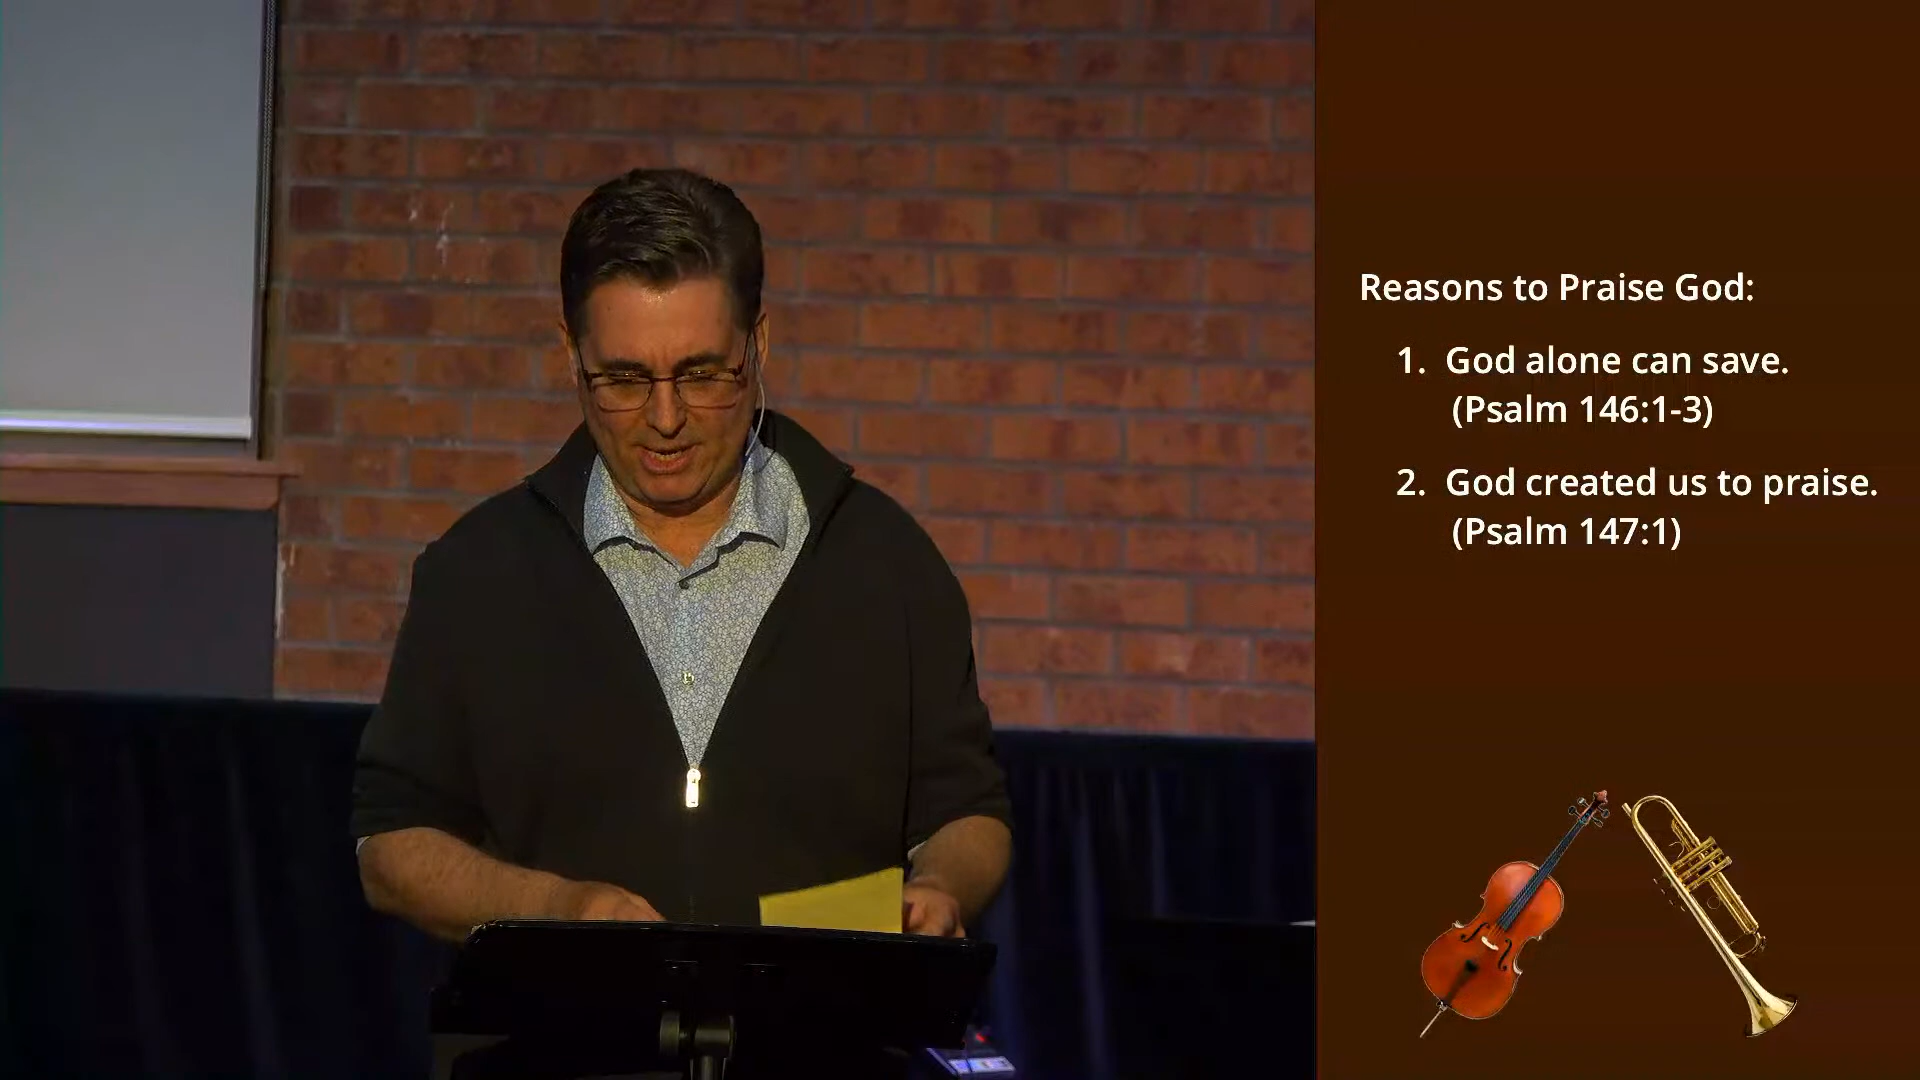 Reasons to Praise God:
1. God alone can save.
(Psalm 146:1-3)
2. God created us to praise.
(Psalm 147:1)